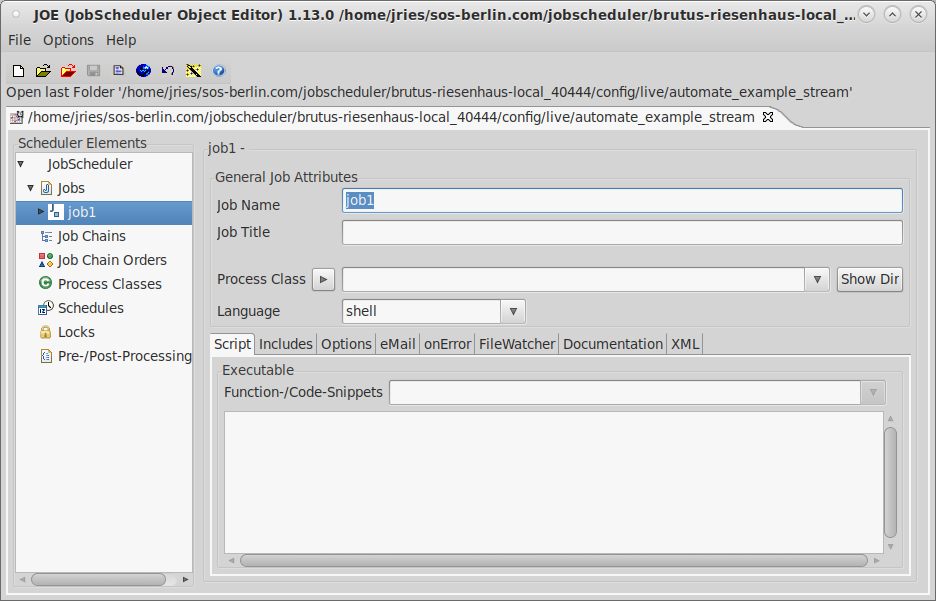 JOE (JobScheduler Object Editor) 1.13.0 /home/jries/sos-berlin.com/jobscheduler/brutus-riesenhaus-local_...
File Options Help
Open last Folder '/home/jries/sos-berlin.com/jobscheduler/brutus-riesenhaus-local_40444/config/live/automate_example_stream'
/home/jries/sos-berlin.com/jobscheduler/brutus-riesenhaus-local_40444/config/live/automate_example_stream
Scheduler Elements
JobScheduler
Jobs
job1
Job Chains
Job Chain Orders
Process Classes
Schedules
Locks
Pre-/Post-Processing
job1 -
General Job Attributes
Job Name job1
Job Title
Process Class Show Dir
Language shell
Script Includes Options eMail onError FileWatcher Documentation XML
Executable
Function-/Code-Snippets